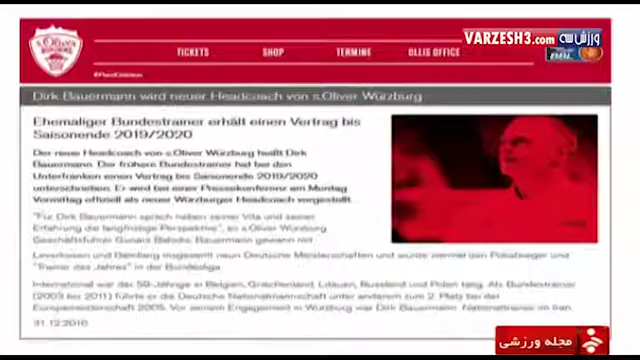 VARZESH3.com ورزش سه
s.Oliver
TICKETS SHOP TERMINE OLLIS OFFICE
BBL
Dirk Bauermann wird neuer Headcoach von s.Oliver Würzburg
Ehemaliger Bundestrainer erhält einen Vertrag bis
Saisonende 2019/2020
Der neue Headcoach von s.Oliver Würzburg heißt Dirk
Bauermann. Der frühere Bundestrainer hat bei den
Unterfranken einen Vertrag bis Saisonende 2019/2020
unterschrieben. Er wird bei einer Pressekonferenz am Montag
Vormittag offiziell als neuer Würzburger Headcoach vorgestellt.
"Für Dirk Bauermann sprach neben seiner Vita und seiner
Erfahrung die langfristige Perspektive", so s.Oliver Würzburg
Geschäftsführer Bauermann gewann mit
Leverkusen und Bamberg insgesamt neun Deutsche Meisterschaften und wurde viermal den Pokalsieger und
"Trainer des Jahres" in der Bundesliga.
International war der 59-Jährige in Belgien, Griechenland, Litauen, Russland und Polen tätig. Als Bundestrainer
(2003 bis 2011) führte er die Deutsche Nationalmannschaft unter anderem zum 2. Platz bei der
Europameisterschaft 2005. Vor seinem Engagement in Würzburg war Dirk Bauermann Nationaltrainer im Iran.
31.12.2016
مجله ورزشی